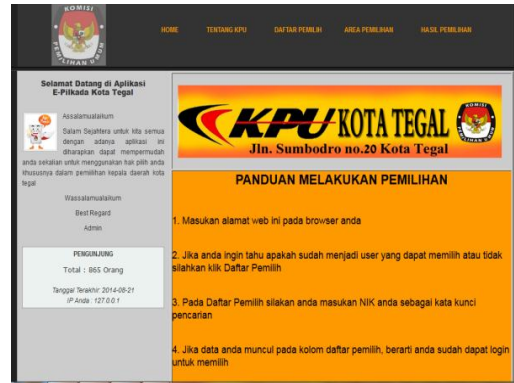 KOMISI
PEMILIHAN UMUM
HOME TENTANG KPU DAFTAR PEMILIH AREA PEMILIHAN HASIL PEMILIHAN
Selamat Datang di Aplikasi
E-Pilkada Kota Tegal
Assalamualaikum
Salam Sejahtera untuk kita semua
dengan adanya aplikasi ini
diharapkan dapat mempermudah
anda sekalian untuk menggunakan hak pilih anda
khususnya dalam pemilihan kepala daerah kota
tegal
Wassalamualaikum
Best Regard
Admin
PENGUNJUNG
Total : 865 Orang
Tanggal Terakhir: 2014-08-21
IP Anda : 127.0.0.1
KPU KOTA TEGAL
Jln. Sumbodro no.20 Kota Tegal
KOMISI
PEMILIHAN UMUM
PANDUAN MELAKUKAN PEMILIHAN
1. Masukan alamat web ini pada browser anda
2. Jika anda ingin tahu apakah sudah menjadi user yang dapat memilih atau tidak
silahkan klik Daftar Pemilih
3. Pada Daftar Pemilih silakan anda masukan NIK anda sebagai kata kunci
pencarian
4. Jika data anda muncul pada kolom daftar pemilih, berarti anda sudah dapat login
untuk memilih